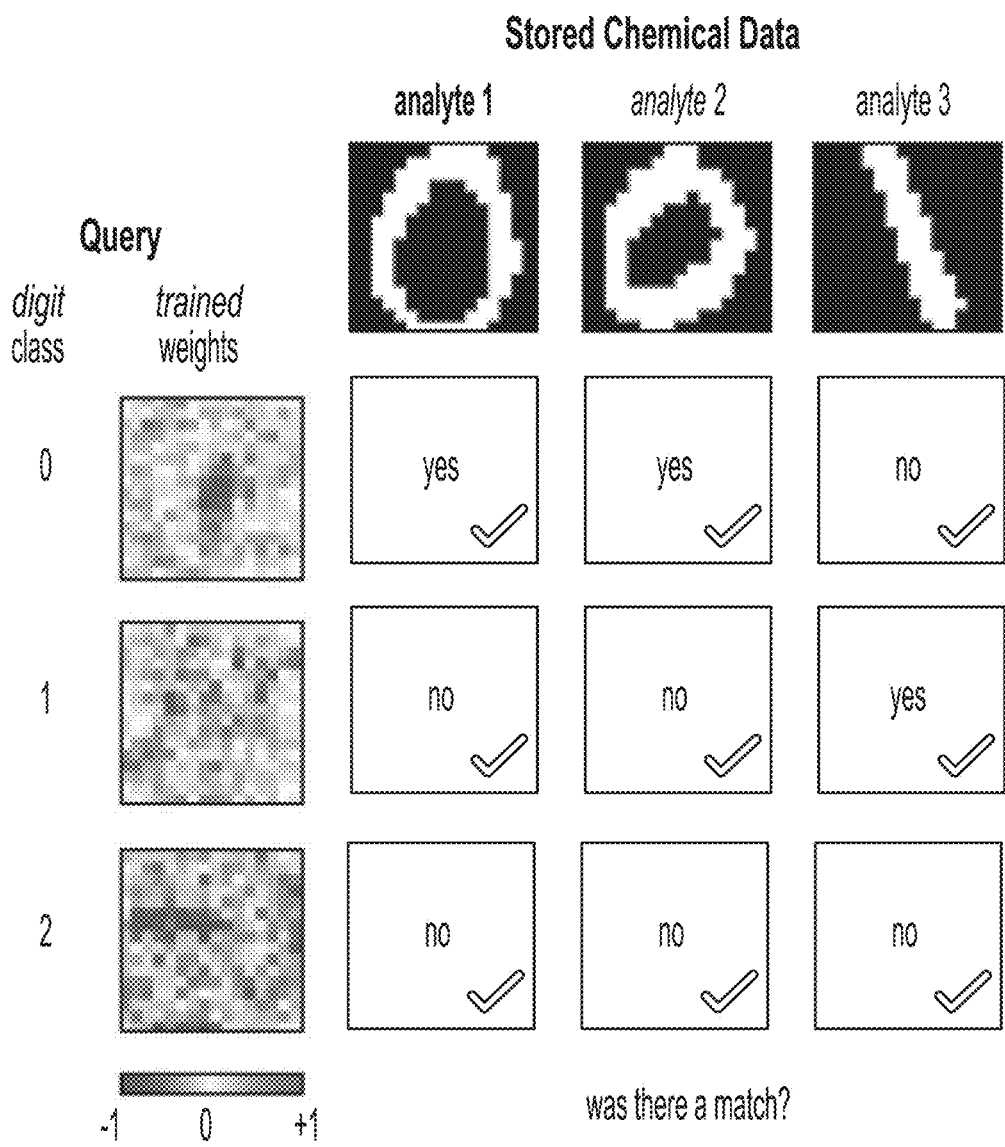 Stored Chemical Data
analyte 1 analyte 2 analyte 3
Query
digit class trained weights
0 yes yes no
1 no no yes
2 no no no
-1 0 +1
was there a match?